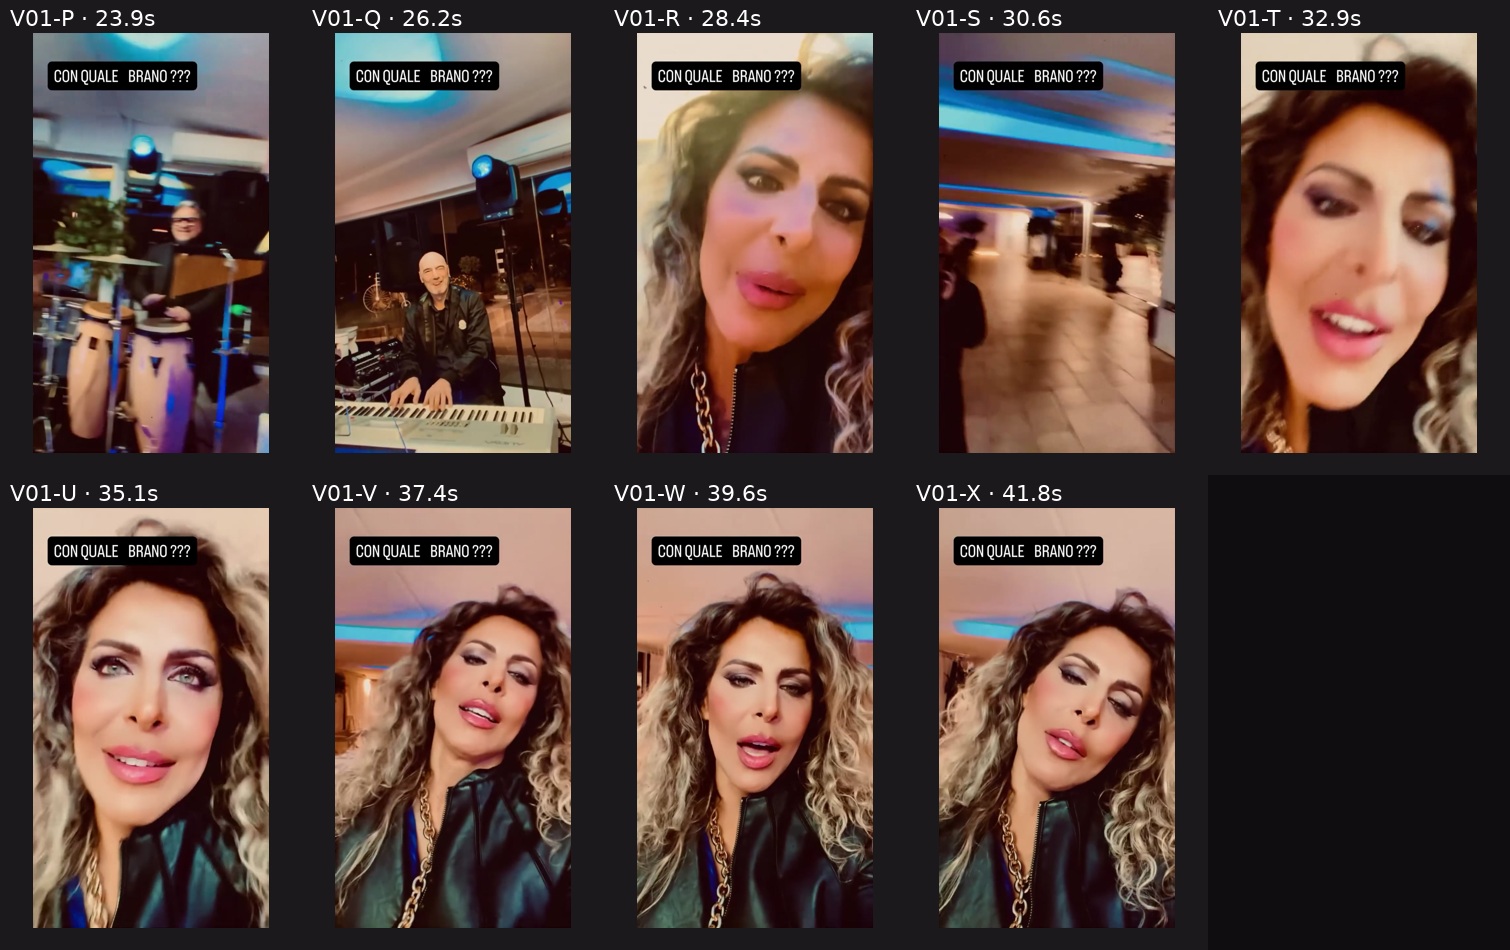 V01-P · 23.9s
CON QUALE BRANO ???
V01-Q · 26.2s
CON QUALE BRANO ???
V01-R · 28.4s
CON QUALE BRANO ???
V01-S · 30.6s
CON QUALE BRANO ???
V01-T · 32.9s
CON QUALE BRANO ???
V01-U · 35.1s
CON QUALE BRANO ???
V01-V · 37.4s
CON QUALE BRANO ???
V01-W · 39.6s
CON QUALE BRANO ???
V01-X · 41.8s
CON QUALE BRANO ???